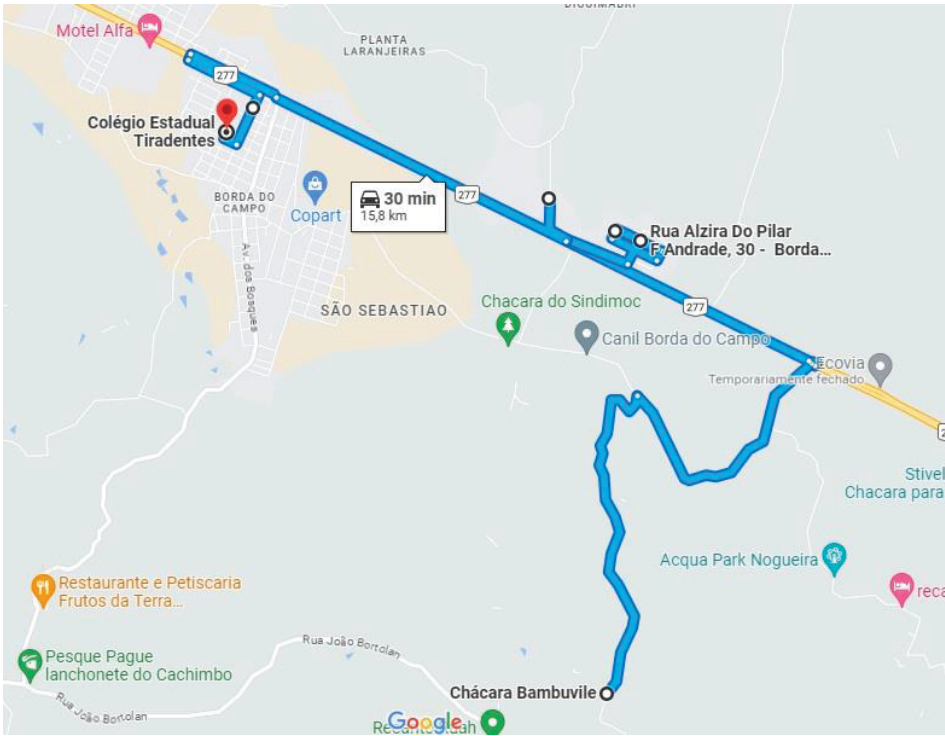 Motel Alfa
PLANTA
LARANJEIRAS
277
Colégio Estadual
Tiradentes
BORDA DO
CAMPO
Copart
30 min
15,8 km
277
Rua Alzira Do Pilar
F. Andrade, 30 - Borda...
Av. dos Bosques
SÃO SEBASTIAO
Chacara do Sindimoc
277
Canil Borda do Campo
Ecovia
Temporariamente fechado
2
Stivel
Chacara para
Acqua Park Nogueira
reca
Restaurante e Petiscaria
Frutos da Terra...
Rua João Bortolan
Pesque Pague
lanchonete do Cachimbo
Rua João Bortolan
Chácara Bambuvile
Google